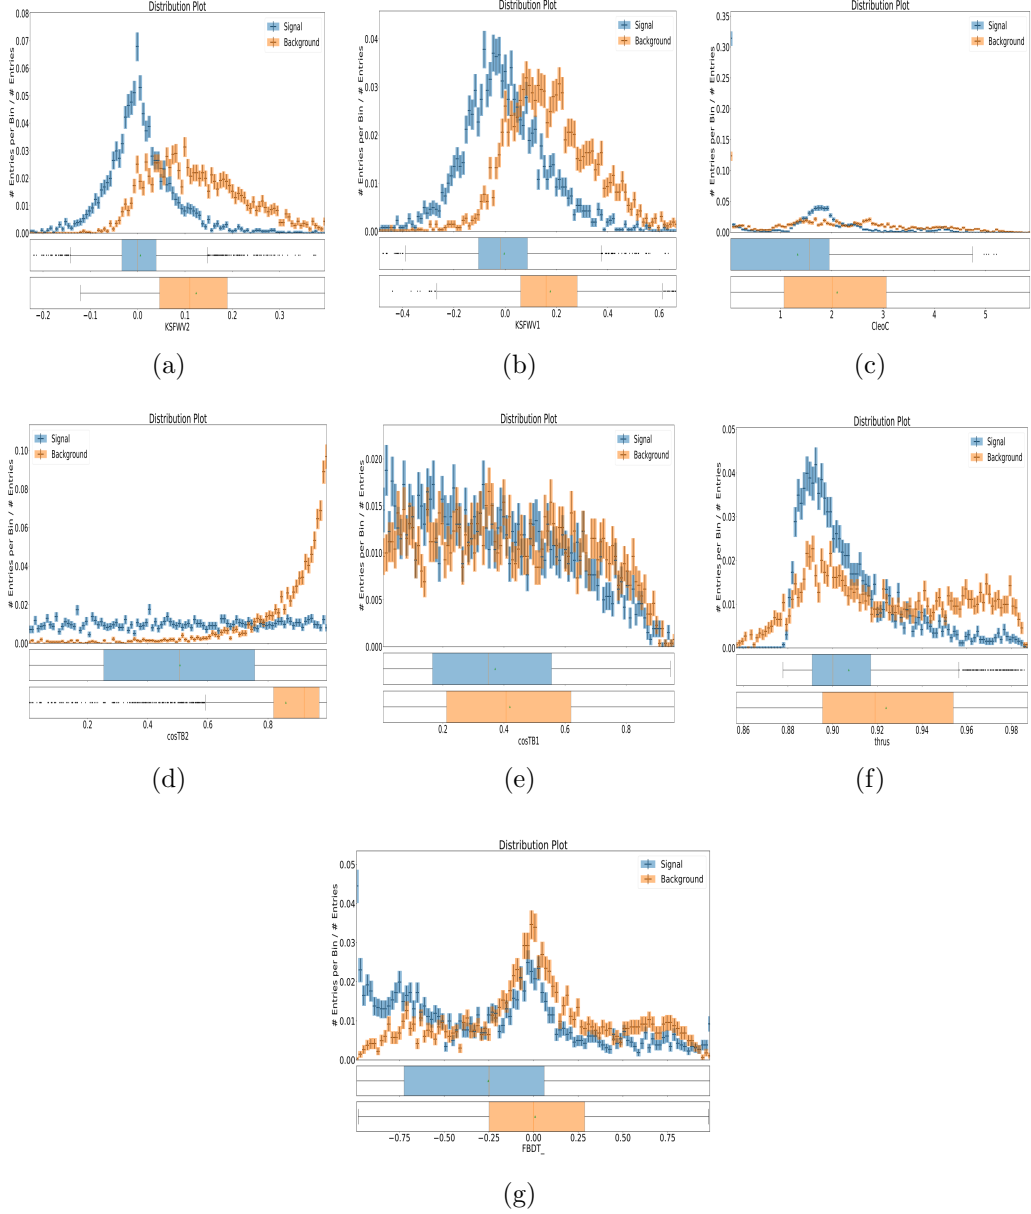 Distribution Plot
# Entries per Bin / # Entries
Signal
Background
0.08
0.07
0.06
0.05
0.04
0.03
0.02
0.01
0.00
−0.2 −0.1 0.0 0.1 0.2 0.3
KSFWV2
(a)
Distribution Plot
# Entries per Bin / # Entries
Signal
Background
0.04
0.03
0.02
0.01
0.00
−0.4 −0.2 0.0 0.2 0.4 0.6
KSFWV1
(b)
Distribution Plot
# Entries per Bin / # Entries
Signal
Background
0.35
0.30
0.25
0.20
0.15
0.10
0.05
0.00
1 2 3 4 5
CleoC
(c)
Distribution Plot
# Entries per Bin / # Entries
Signal
Background
0.10
0.08
0.06
0.04
0.02
0.00
0.2 0.4 0.6 0.8
cosTB2
(d)
Distribution Plot
# Entries per Bin / # Entries
Signal
Background
0.020
0.015
0.010
0.005
0.000
0.2 0.4 0.6 0.8
cosTB1
(e)
Distribution Plot
# Entries per Bin / # Entries
Signal
Background
0.05
0.04
0.03
0.02
0.01
0.00
0.86 0.88 0.90 0.92 0.94 0.96 0.98
thrus
(f)
Distribution Plot
# Entries per Bin / # Entries
Signal
Background
0.05
0.04
0.03
0.02
0.01
0.00
−0.75 −0.50 −0.25 0.00 0.25 0.50 0.75
FBDT_
(g)